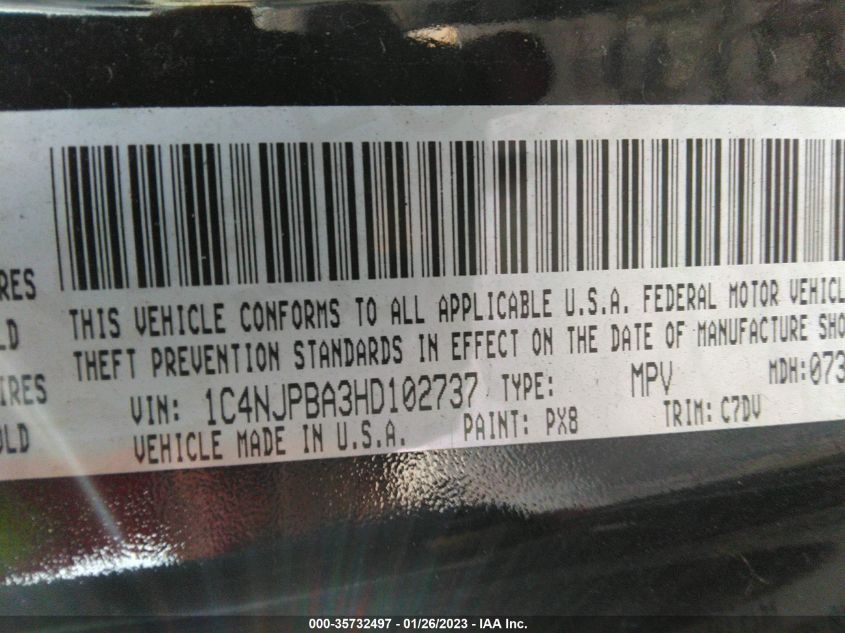 RES
LD
IRES
OLD
THIS VEHICLE CONFORMS TO ALL APPLICABLE U.S.A. FEDERAL MOTOR VEHICL
THEFT PREVENTION STANDARDS IN EFFECT ON THE DATE OF MANUFACTURE SHO
VIN: 1C4NJPBA3HD102737 TYPE: MPV MDH:073
VEHICLE MADE IN U.S.A. PAINT: PX8 TRIM: C7DV
000-35732497 - 01/26/2023 - IAA Inc.